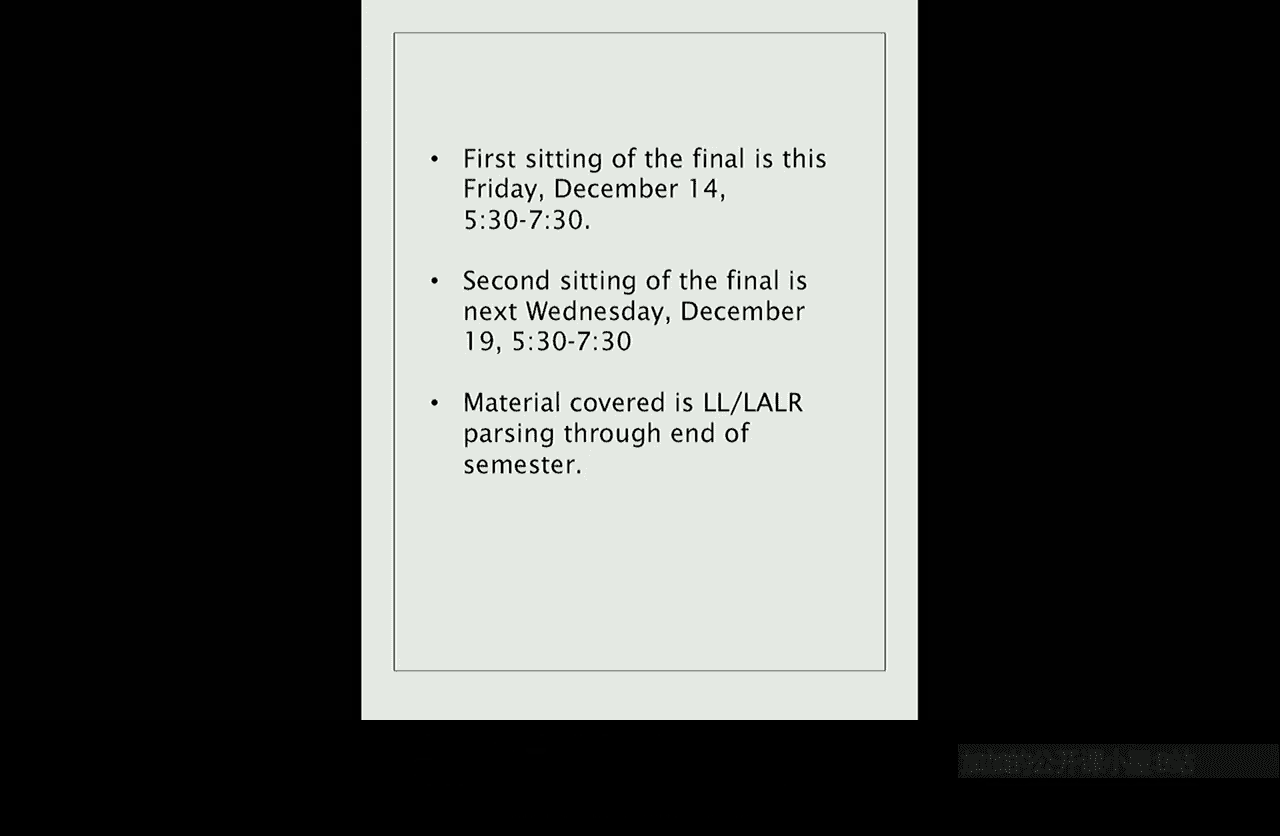 • First sitting of the final is this
Friday, December 14,
5:30-7:30.
• Second sitting of the final is
next Wednesday, December
19, 5:30-7:30
• Material covered is LL/LALR
parsing through end of
semester.